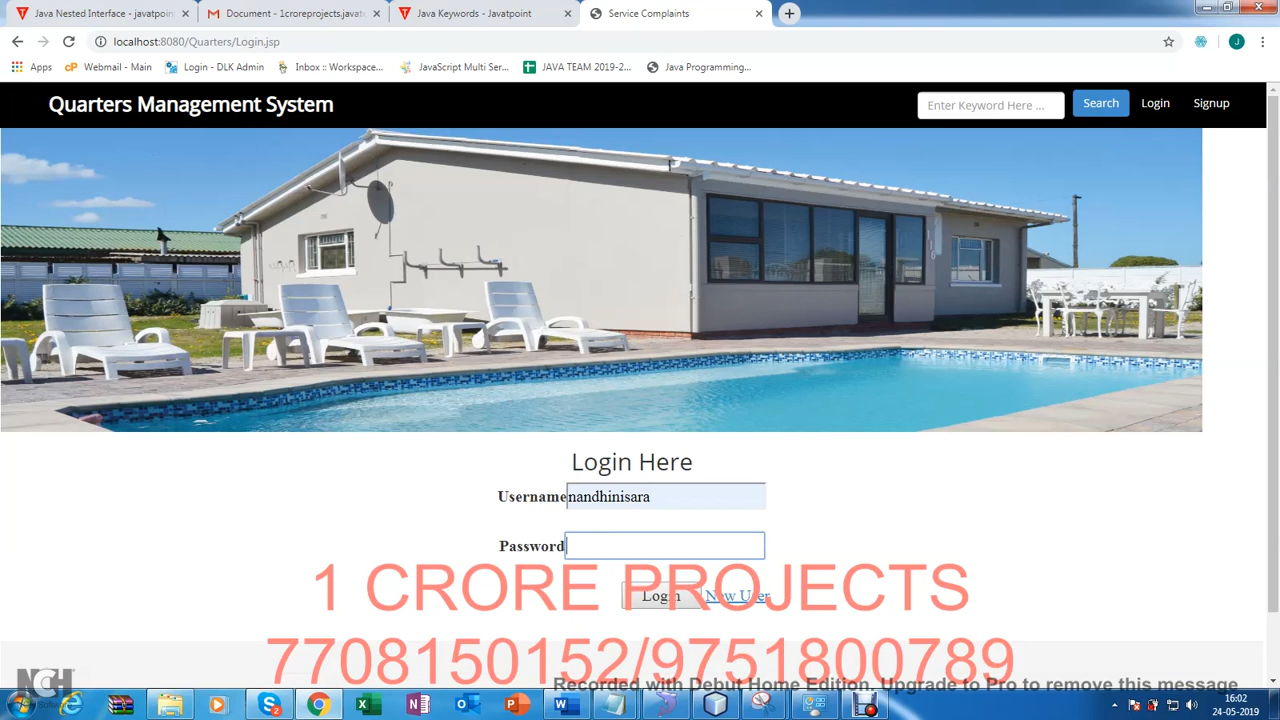 Java Nested Interface - javatpoint
Document - 1croreprojects.javate
Java Keywords - Javatpoint
Service Complaints
localhost:8080/Quarters/Login.jsp
J
Apps
cP Webmail - Main
Login - DLK Admin
Inbox :: Workspace...
JavaScript Multi Ser...
JAVA TEAM 2019-2...
Java Programming...
Quarters Management System
Enter Keyword Here ...
Search
Login
Signup
Login Here
Username nandhinisara
Password
Login New User
1 CRORE PROJECTS
7708150152/9751800789
NCH
Recorded with Debut Home Edition. Upgrade to Pro to remove this message
16:02
24-05-2019